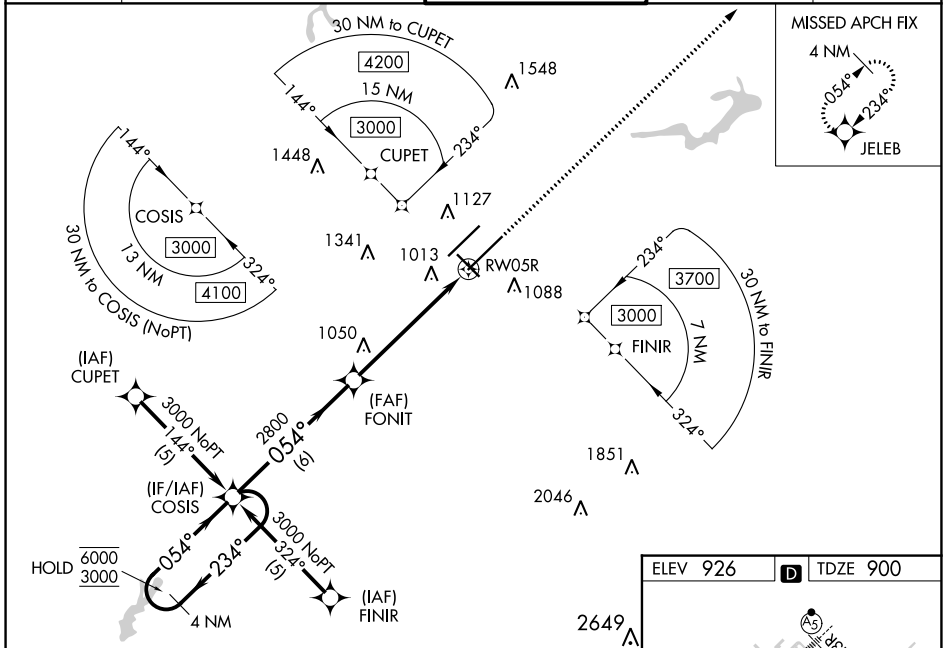 30 NM to CUPET
4200
15 NM
3000
144°
234°
CUPET
1548
1448
1127
1341
1013
RW05R
1088
1050
MISSED APCH FIX
4 NM
054°
234°
JELEB
144°
COSIS
3000
13 NM
324°
4100
30 NM to COSIS (NoPT)
234°
3700
3000
7 NM
30 NM to FINIR
FINIR
324°
(IAF)
CUPET
3000 NoPT
144°
(5)
(FAF)
FONIT
2800
054°
(6)
(IF/IAF)
COSIS
054°
234°
3000 NoPT
324°
(5)
HOLD 6000
3000
4 NM
(IAF)
FINIR
1851
2046
2649
ELEV 926 D TDZE 900
A5